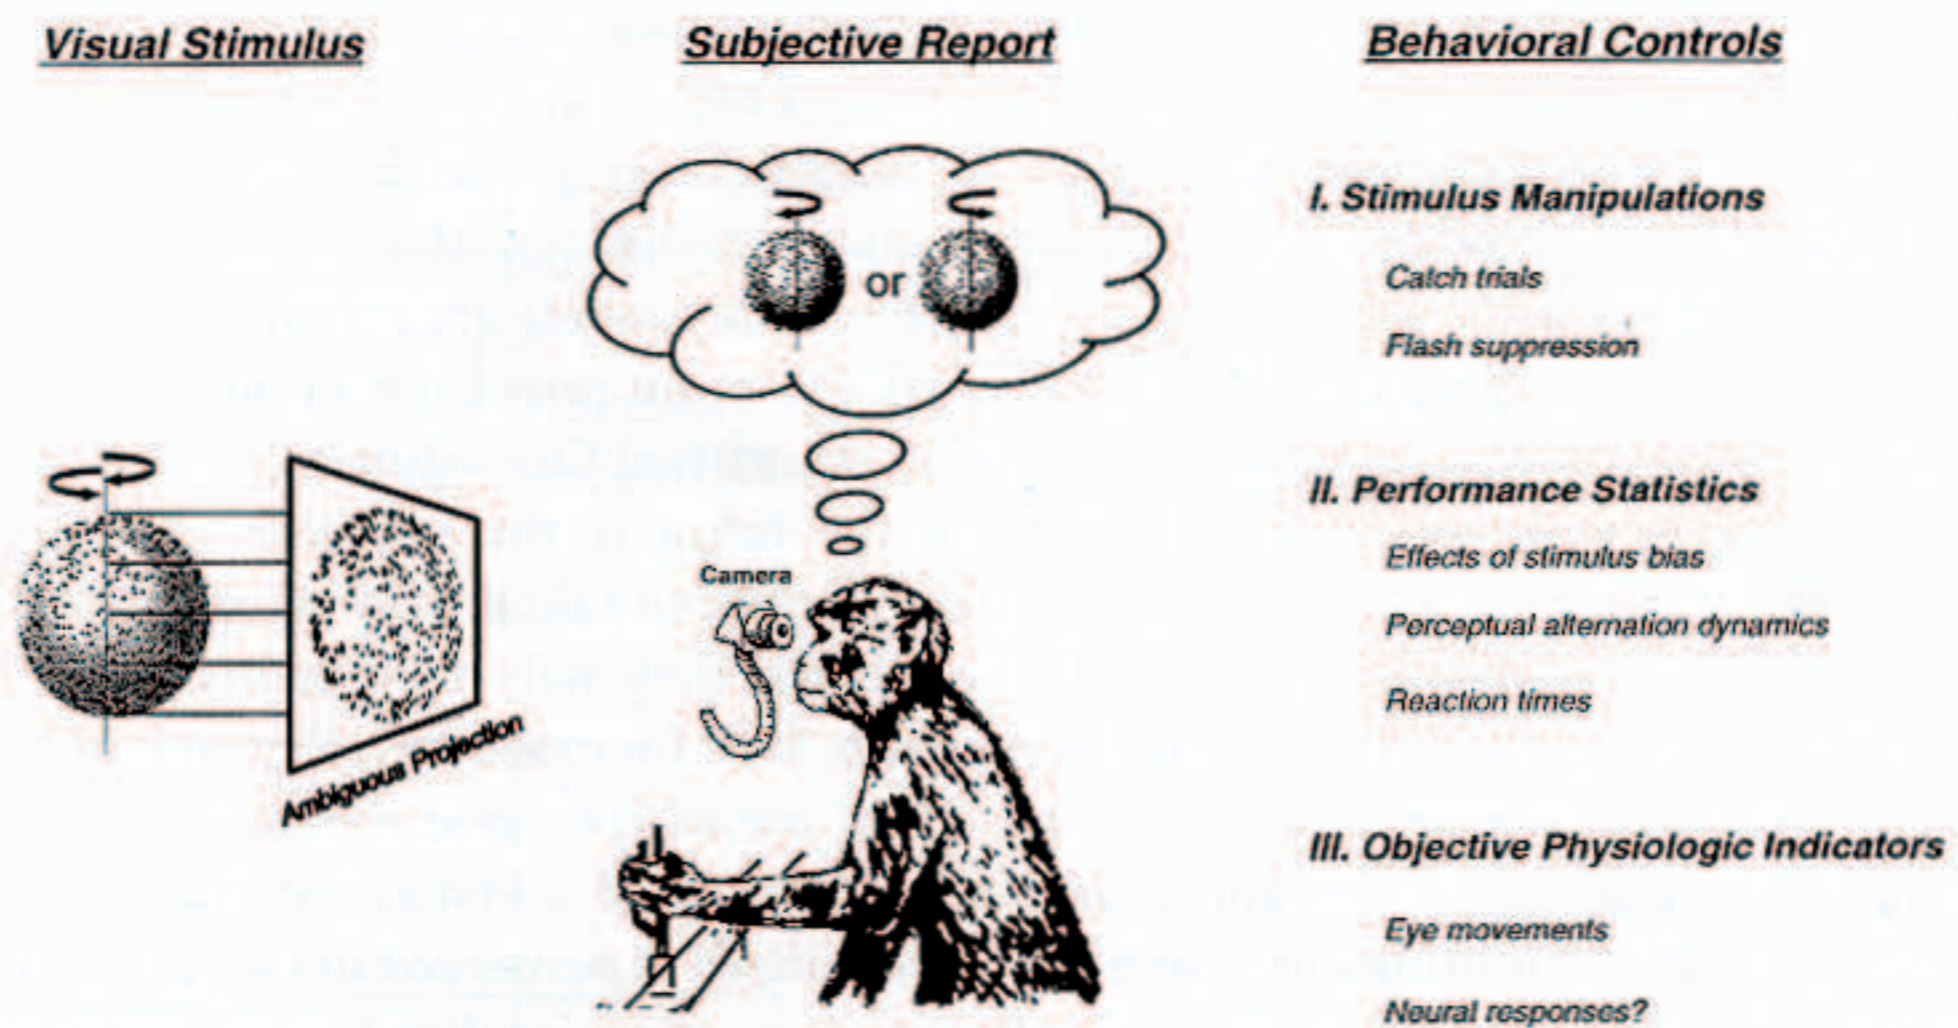 Visual Stimulus
Subjective Report
Behavioral Controls
or
Camera
Ambiguous Projection
I. Stimulus Manipulations
Catch trials
Flash suppression
II. Performance Statistics
Effects of stimulus bias
Perceptual alternation dynamics
Reaction times
III. Objective Physiologic Indicators
Eye movements
Neural responses?